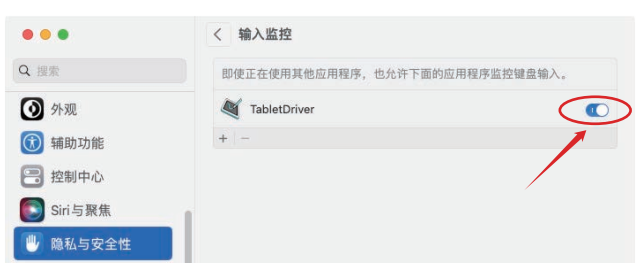 输入监控
搜索
即使正在使用其他应用程序，也允许下面的应用程序监控键盘输入。
外观
TabletDriver
辅助功能
控制中心
Siri与聚焦
隐私与安全性